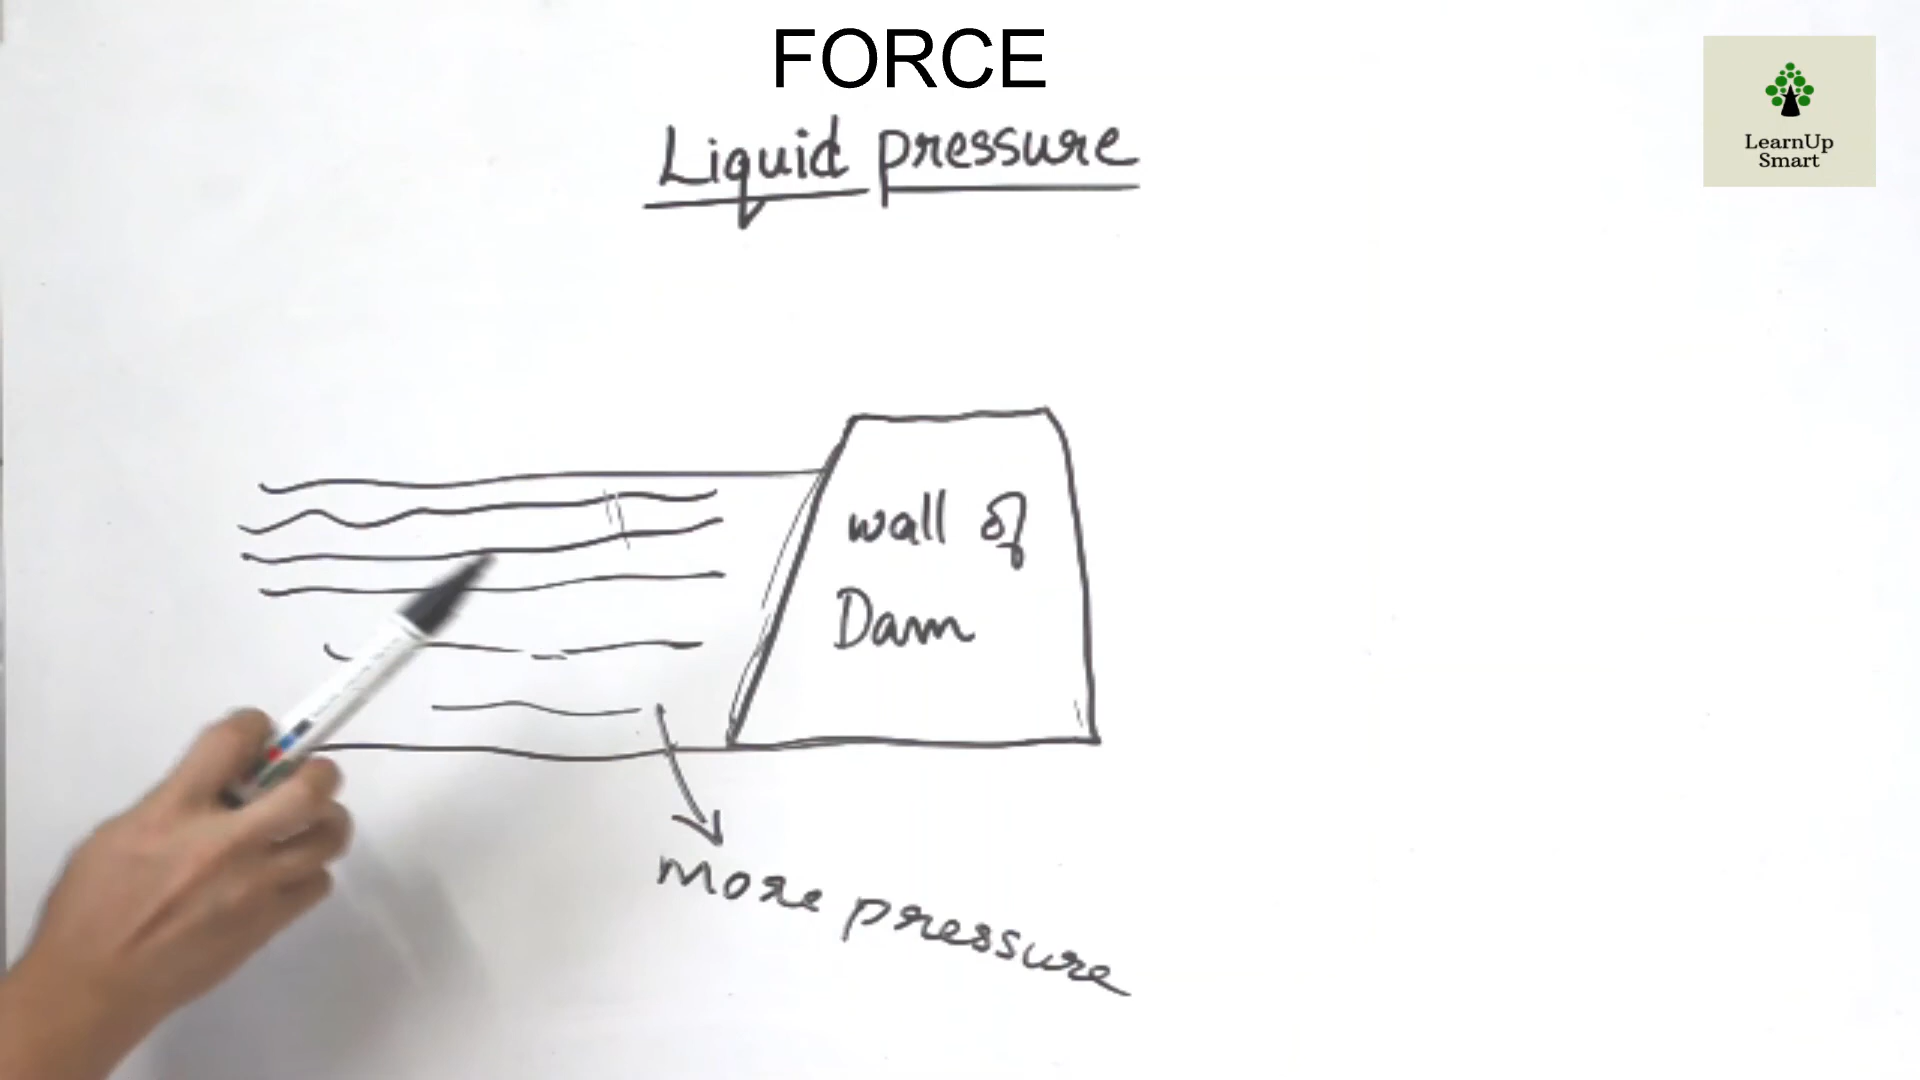 FORCE
Liquid pressure
LearnUp
Smart
wall of
Dam
more pressure